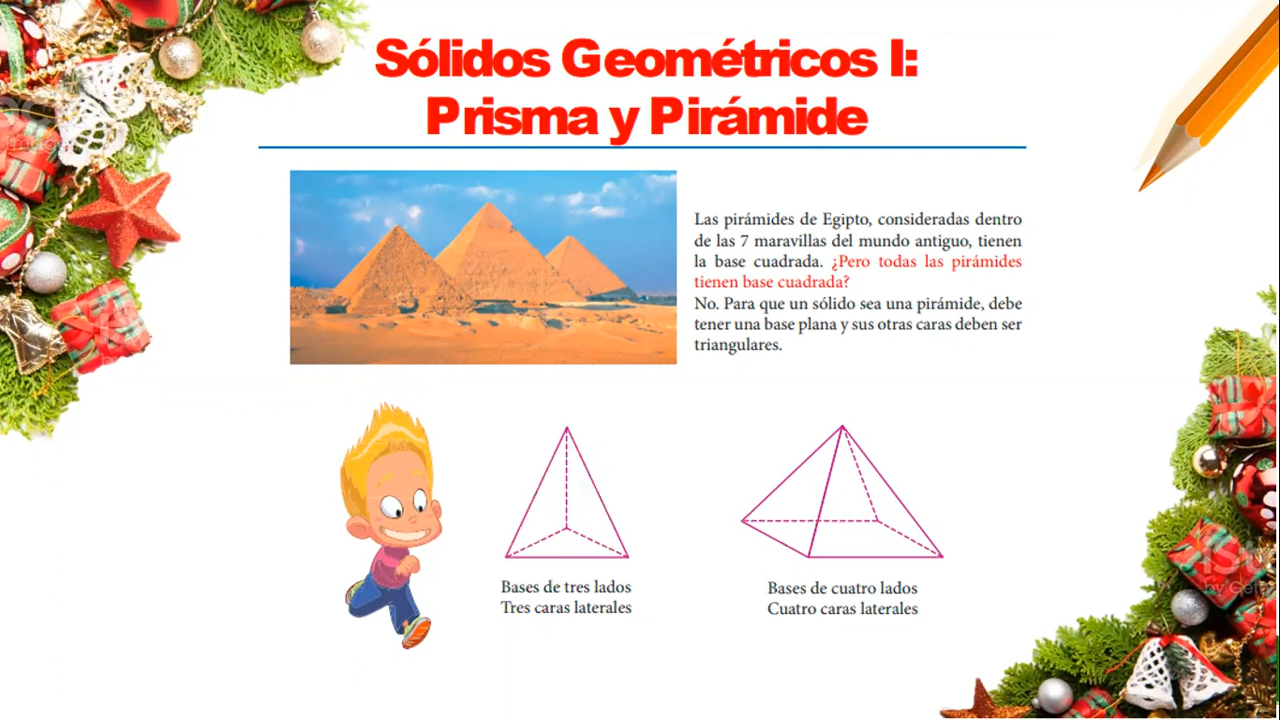 Sólidos Geométricos I:
Prisma y Pirámide
Las pirámides de Egipto, consideradas dentro
de las 7 maravillas del mundo antiguo, tienen
la base cuadrada. ¿Pero todas las pirámides
tienen base cuadrada?
No. Para que un sólido sea una pirámide, debe
tener una base plana y sus otras caras deben ser
triangulares.
Bases de tres lados
Tres caras laterales
Bases de cuatro lados
Cuatro caras laterales